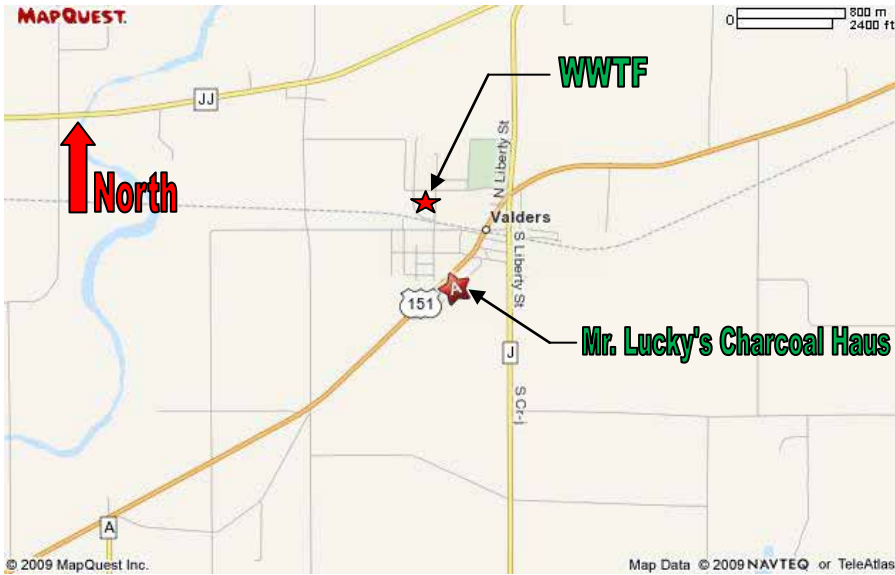 MAPQUEST.
0 800 m
2400 ft
WWTF
JJ
N Liberty St
North
Valders
S Liberty St
A
151
Mr. Lucky's Charcoal Haus
J
S Cr-j
A
© 2009 MapQuest Inc.
Map Data © 2009 NAVTEQ or TeleAtlas